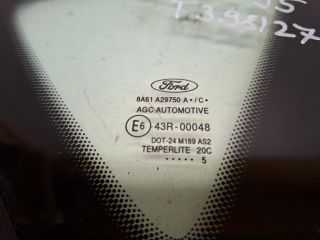 Ford
8A61 A29750 A•/C•
AGC AUTOMOTIVE
E6 43R-00048
DOT-24 M189 AS2
TEMPERLITE 20C
••••• 5